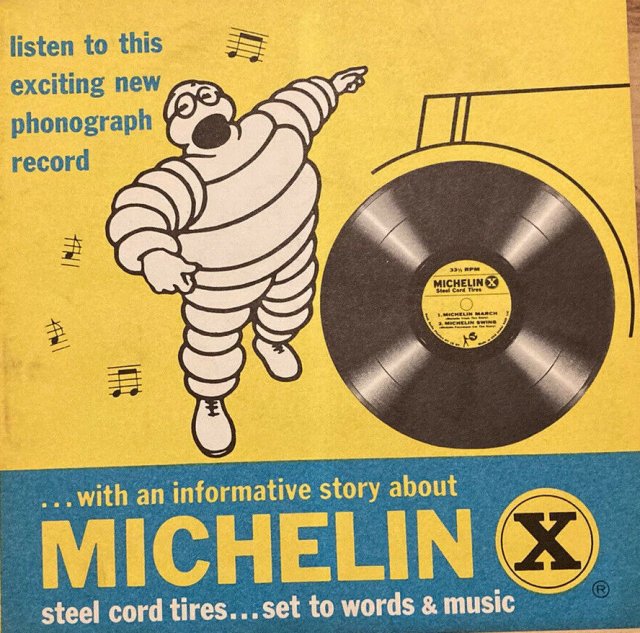 listen to this
exciting new
phonograph
record
33⅓ RPM
MICHELIN X
Steel Cord Tires
1. MICHELIN MARCH
2. MICHELIN SWING
...with an informative story about
MICHELIN X
®
steel cord tires...set to words & music